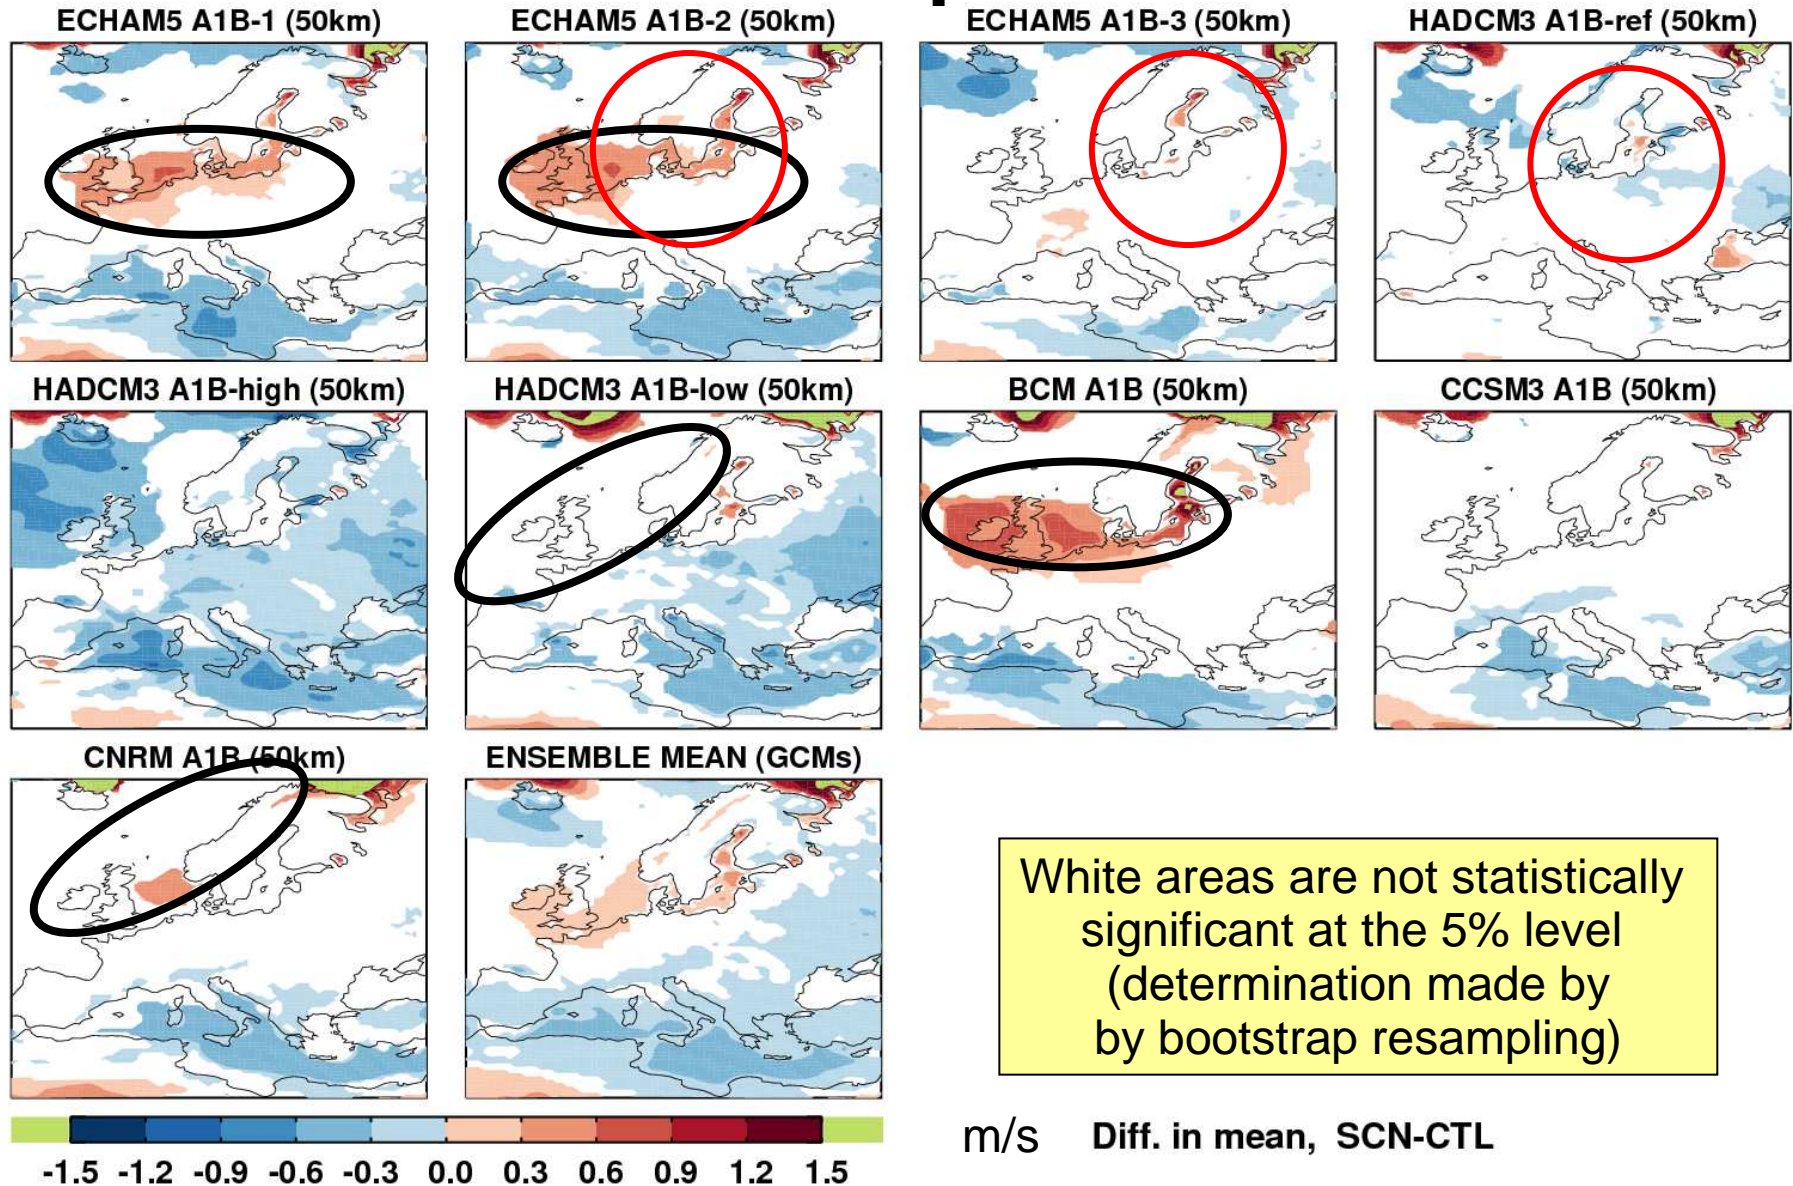 ECHAM5 A1B-1 (50km)
ECHAM5 A1B-2 (50km)
ECHAM5 A1B-3 (50km)
HADCM3 A1B-ref (50km)
HADCM3 A1B-high (50km)
HADCM3 A1B-low (50km)
BCM A1B (50km)
CCSM3 A1B (50km)
CNRM A1B (50km)
ENSEMBLE MEAN (GCMs)
White areas are not statistically
significant at the 5% level
(determination made by
by bootstrap resampling)
m/s Diff. in mean, SCN-CTL
-1.5 -1.2 -0.9 -0.6 -0.3 0.0 0.3 0.6 0.9 1.2 1.5